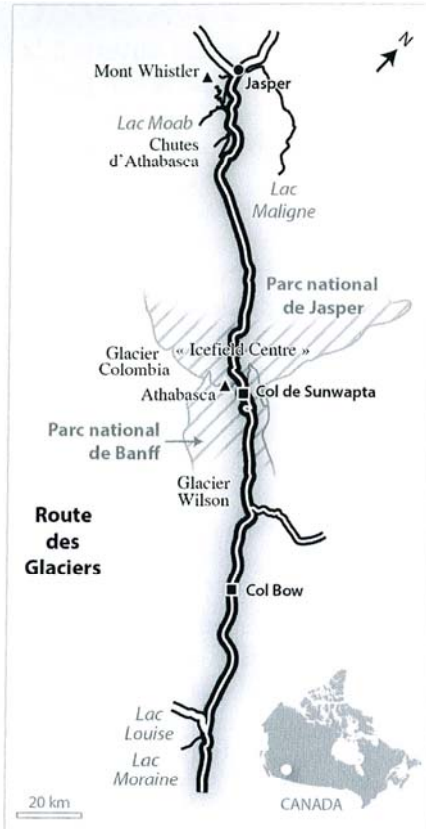 N
Mont Whistler
Jasper
Lac Moab
Chutes
d'Athabasca
Lac
Maligne
Parc national
de Jasper
« Icefield Centre »
Glacier
Colombia
Athabasca
Col de Sunwapta
Parc national
de Banff
Glacier
Wilson
Route
des
Glaciers
Col Bow
Lac
Louise
Lac
Moraine
20 km
CANADA